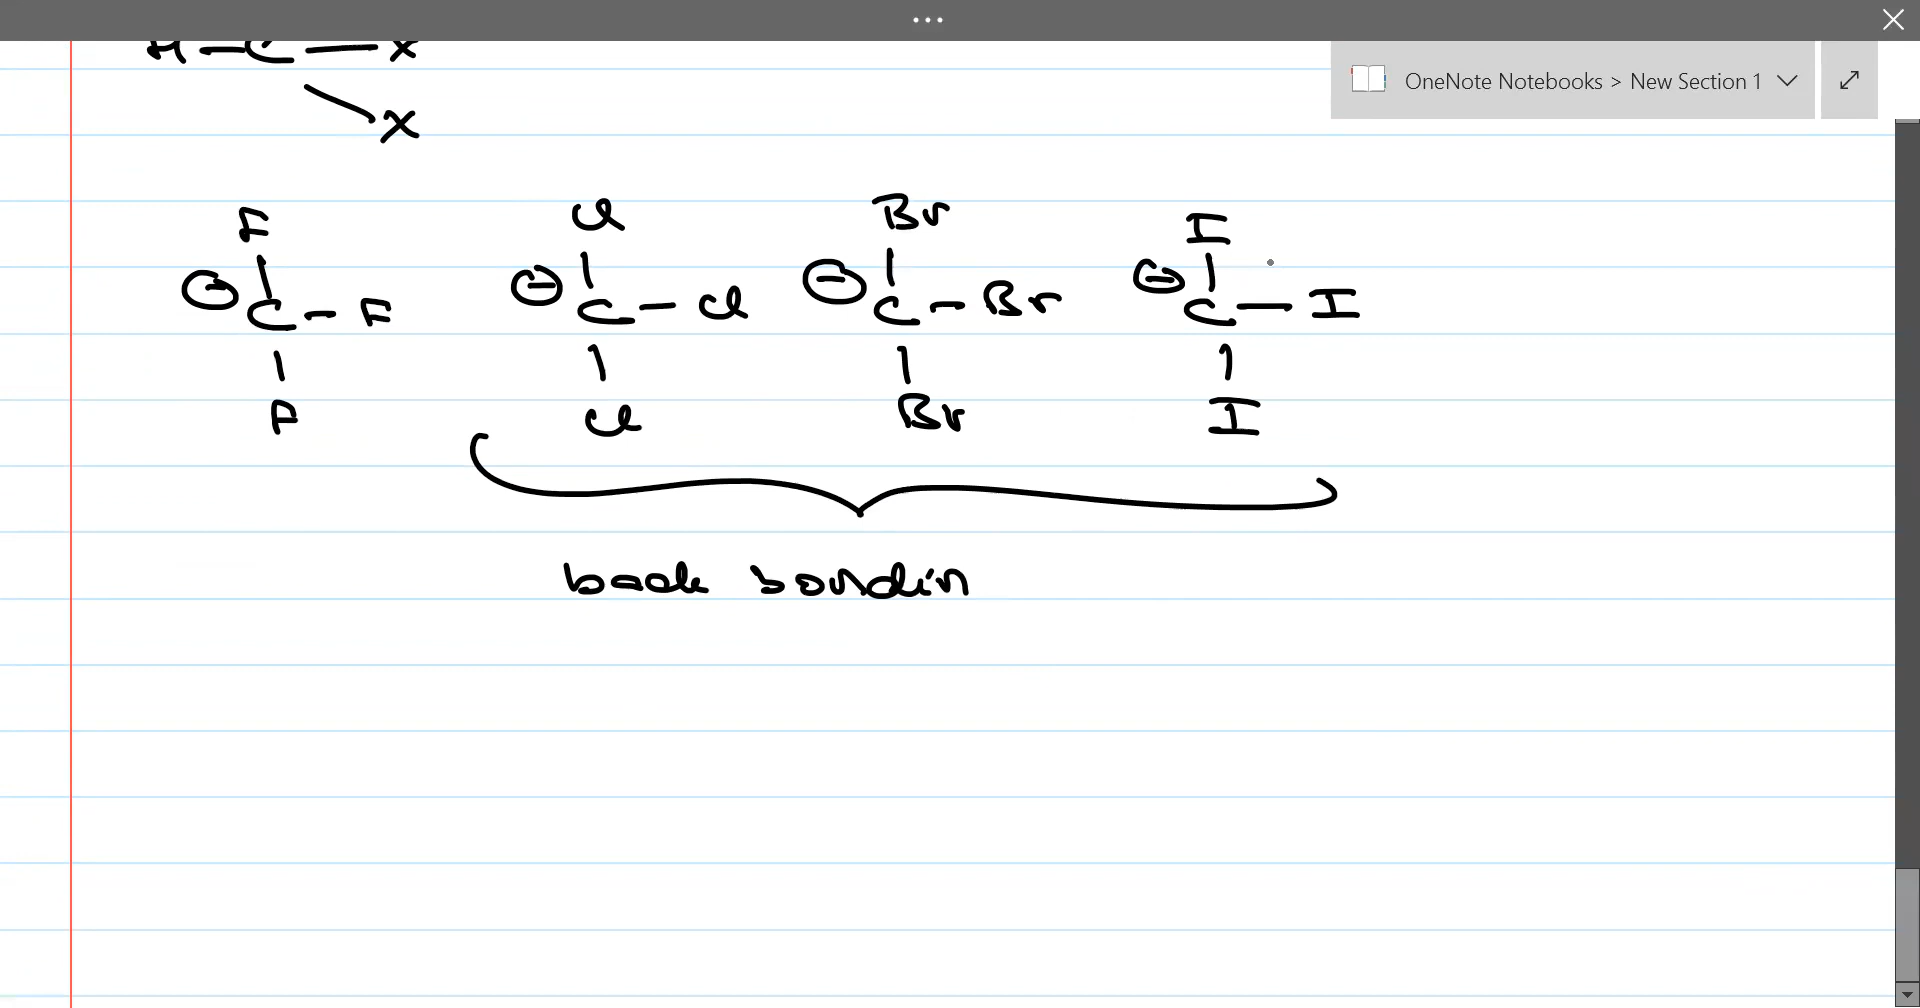 ...
OneNote Notebooks > New Section 1
H—C—X
X
F Cl Br I
⊖C–F ⊖C–Cl ⊖C–Br ⊖C–I
F Cl Br I
back bondin